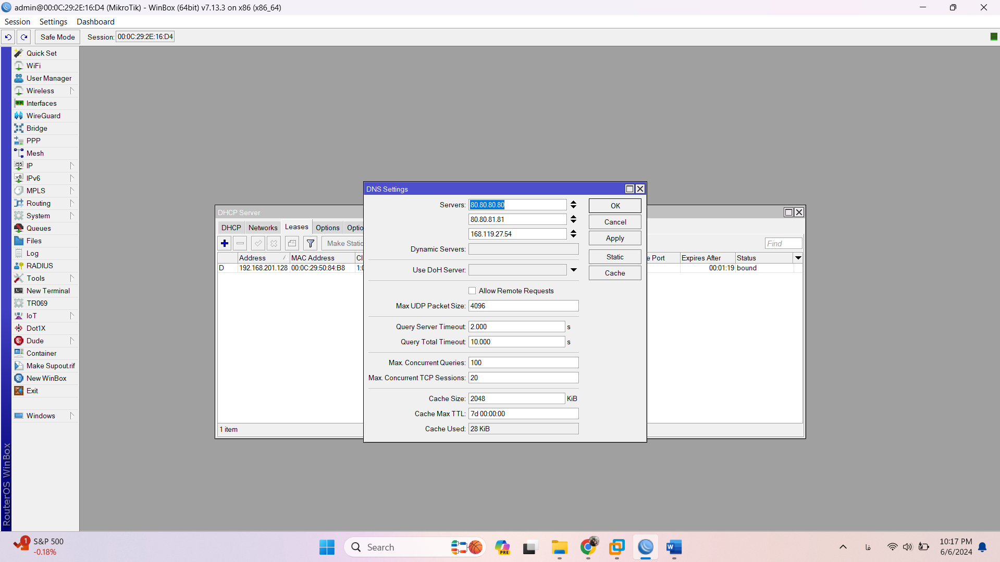 admin@00:0C:29:2E:16:D4 (MikroTik) - WinBox (64bit) v7.13.3 on x86 (x86_64)
Session Settings Dashboard
Safe Mode Session: 00:0C:29:2E:16:D4
Quick Set
WiFi
User Manager
Wireless
Interfaces
WireGuard
Bridge
PPP
Mesh
IP
IPv6
MPLS
Routing
System
Queues
Files
Log
RADIUS
Tools
New Terminal
TR069
IoT
Dot1X
Dude
Container
Make Supout.rif
New WinBox
Exit
Windows
RouterOS WinBox
DHCP Server
DHCP Networks Leases Options Optio
Make Static
Find
Address MAC Address Cl e Port Expires After Status
D 192.168.201.128 00:0C:29:50:84:B8 1:0 00:01:19 bound
1 item
DNS Settings
Servers: 80.80.80.80
80.80.81.81
168.119.27.54
Dynamic Servers:
Use DoH Server:
Allow Remote Requests
Max UDP Packet Size: 4096
Query Server Timeout: 2.000 s
Query Total Timeout: 10.000 s
Max. Concurrent Queries: 100
Max. Concurrent TCP Sessions: 20
Cache Size: 2048 KiB
Cache Max TTL: 7d 00:00:00
Cache Used: 28 KiB
OK
Cancel
Apply
Static
Cache
1
S&P 500
-0.18%
Search
PRE
W
فا
10:17 PM
6/6/2024